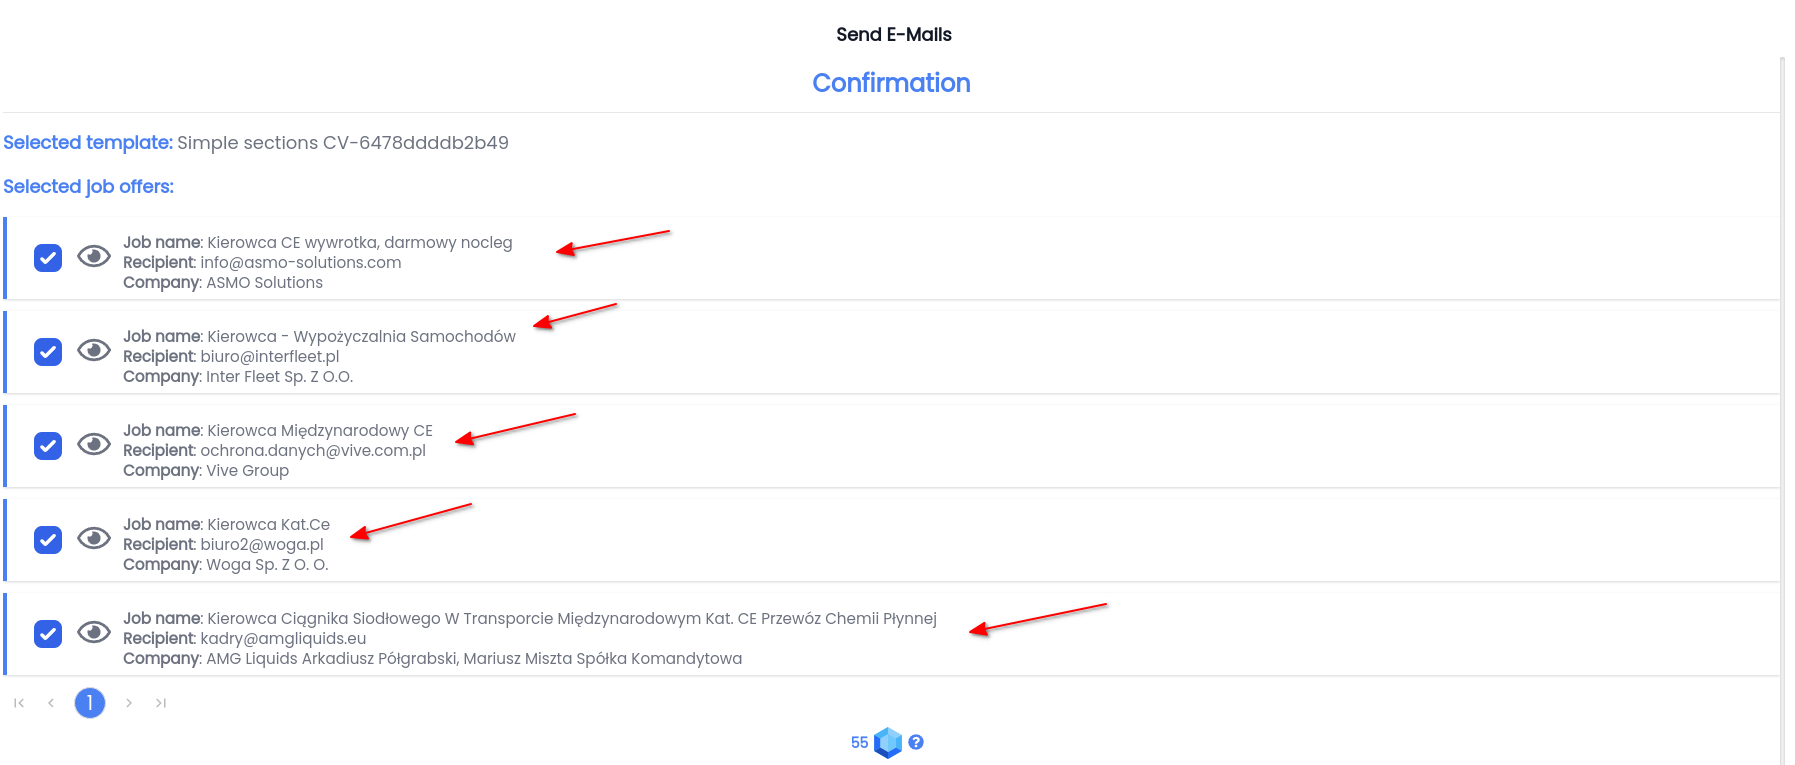 Send E-Mails
Confirmation
Selected template: Simple sections CV-6478ddddb2b49
Selected job offers:
Job name: Kierowca CE wywrotka, darmowy nocleg
Recipient: info@asmo-solutions.com
Company: ASMO Solutions
Job name: Kierowca - Wypożyczalnia Samochodów
Recipient: biuro@interfleet.pl
Company: Inter Fleet Sp. Z O.O.
Job name: Kierowca Międzynarodowy CE
Recipient: ochrona.danych@vive.com.pl
Company: Vive Group
Job name: Kierowca Kat.Ce
Recipient: biuro2@woga.pl
Company: Woga Sp. Z O. O.
Job name: Kierowca Ciągnika Siodłowego W Transporcie Międzynarodowym Kat. CE Przewóz Chemii Płynnej
Recipient: kadry@amgliquids.eu
Company: AMG Liquids Arkadiusz Półgrabski, Mariusz Miszta Spółka Komandytowa
1
55 ?